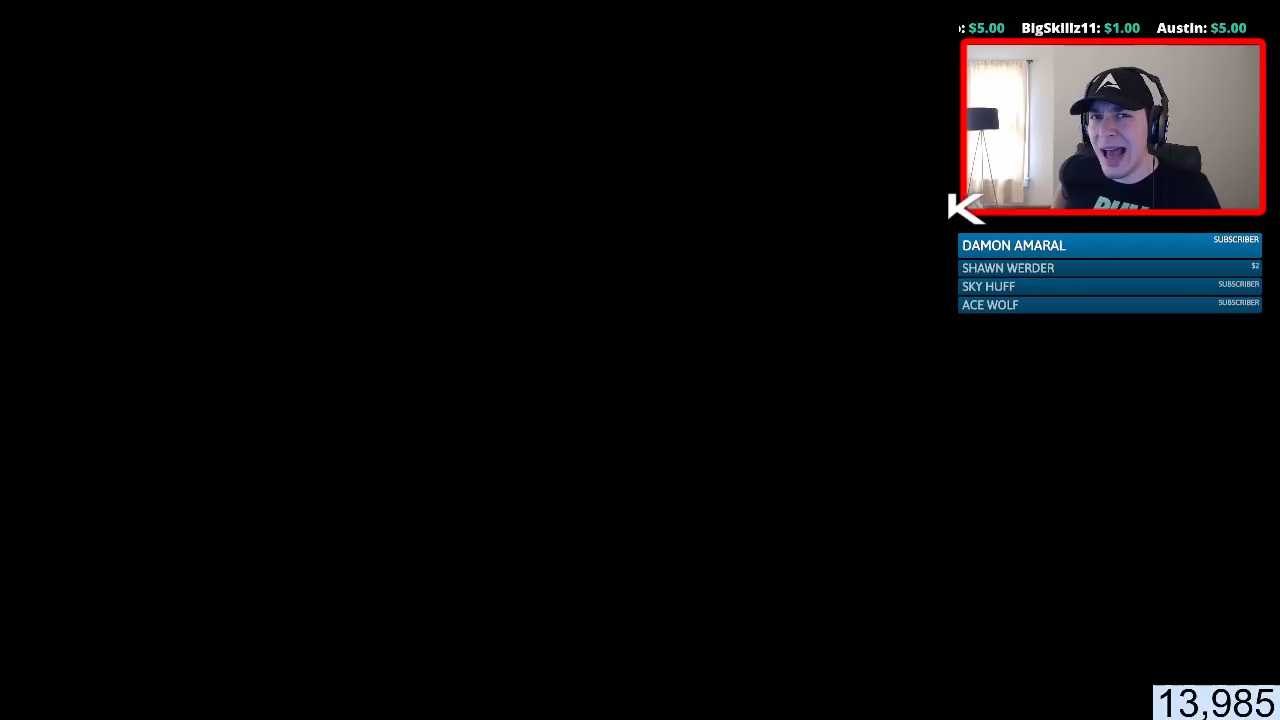 : $5.00 BigSkillz11: $1.00 Austin: $5.00
DAMON AMARAL SUBSCRIBER
SHAWN WERDER $2
SKY HUFF SUBSCRIBER
ACE WOLF SUBSCRIBER
K
13,985